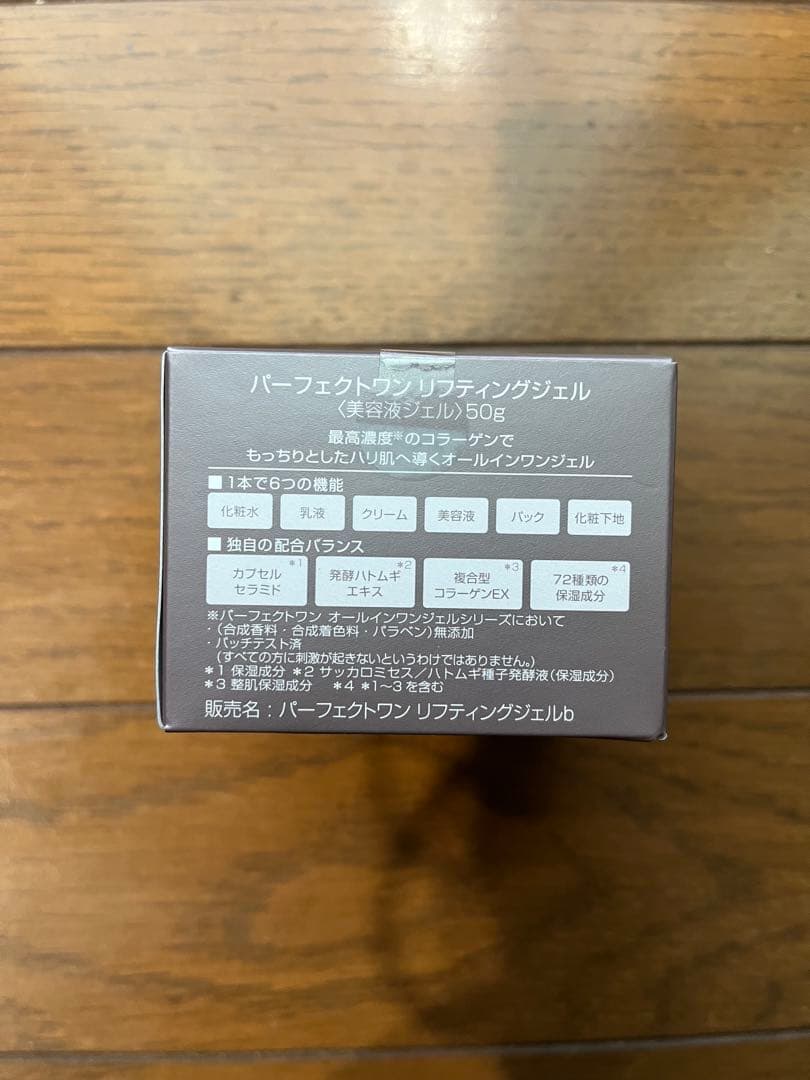 パーフェクトワン リフティングジェル
〈美容液ジェル〉50g
最高濃度※のコラーゲンで
もっちりとしたハリ肌へ導くオールインワンジェル
■ 1本で6つの機能
化粧水 乳液 クリーム 美容液 パック 化粧下地
■ 独自の配合バランス
カプセルセラミド*1 発酵ハトムギエキス*2 複合型コラーゲンEX*3 72種類の保湿成分*4
※パーフェクトワン オールインワンジェルシリーズにおいて
・(合成香料・合成着色料・パラベン)無添加
・パッチテスト済
(すべての方に刺激が起きないというわけではありません。)
*1 保湿成分 *2 サッカロミセス/ハトムギ種子発酵液(保湿成分)
*3 整肌保湿成分 *4 *1〜3 を含む
販売名：パーフェクトワン リフティングジェルb